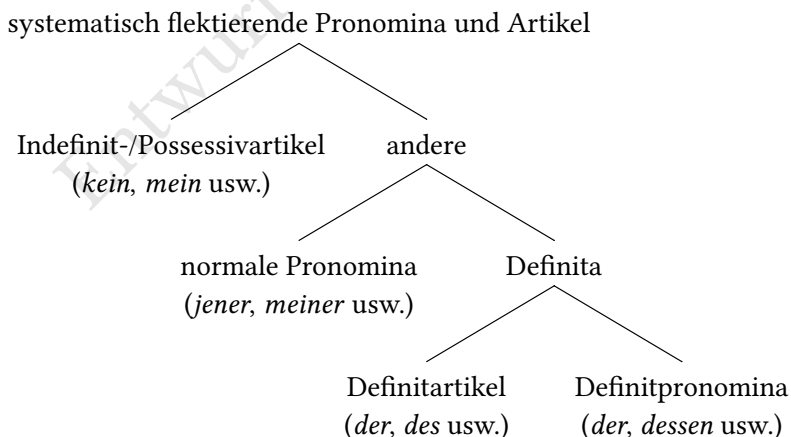 systematisch flektierende Pronomina und Artikel
Entwurf
Indefinit-/Possessivartikel andere
(kein, mein usw.)
normale Pronomina Definita
(jener, meiner usw.)
Definitartikel Definitpronomina
(der, des usw.) (der, dessen usw.)